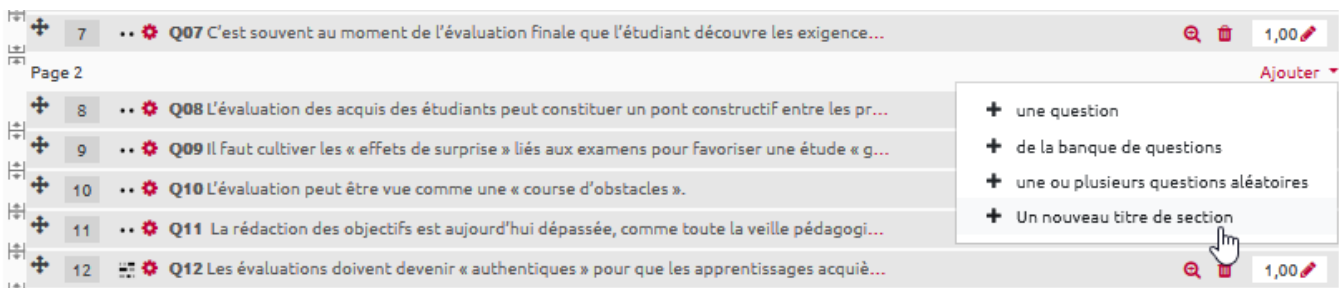 7 Q07 C'est souvent au moment de l'évaluation finale que l'étudiant découvre les exigence... 1,00
Page 2 Ajouter
8 Q08 L'évaluation des acquis des étudiants peut constituer un pont constructif entre les pr...
une question
9 Q09 Il faut cultiver les « effets de surprise » liés aux examens pour favoriser une étude « g...
de la banque de questions
10 Q10 L'évaluation peut être vue comme une « course d'obstacles ».
une ou plusieurs questions aléatoires
11 Q11 La rédaction des objectifs est aujourd'hui dépassée, comme toute la veille pédagogi...
Un nouveau titre de section
12 Q12 Les évaluations doivent devenir « authentiques » pour que les apprentissages acquiè... 1,00